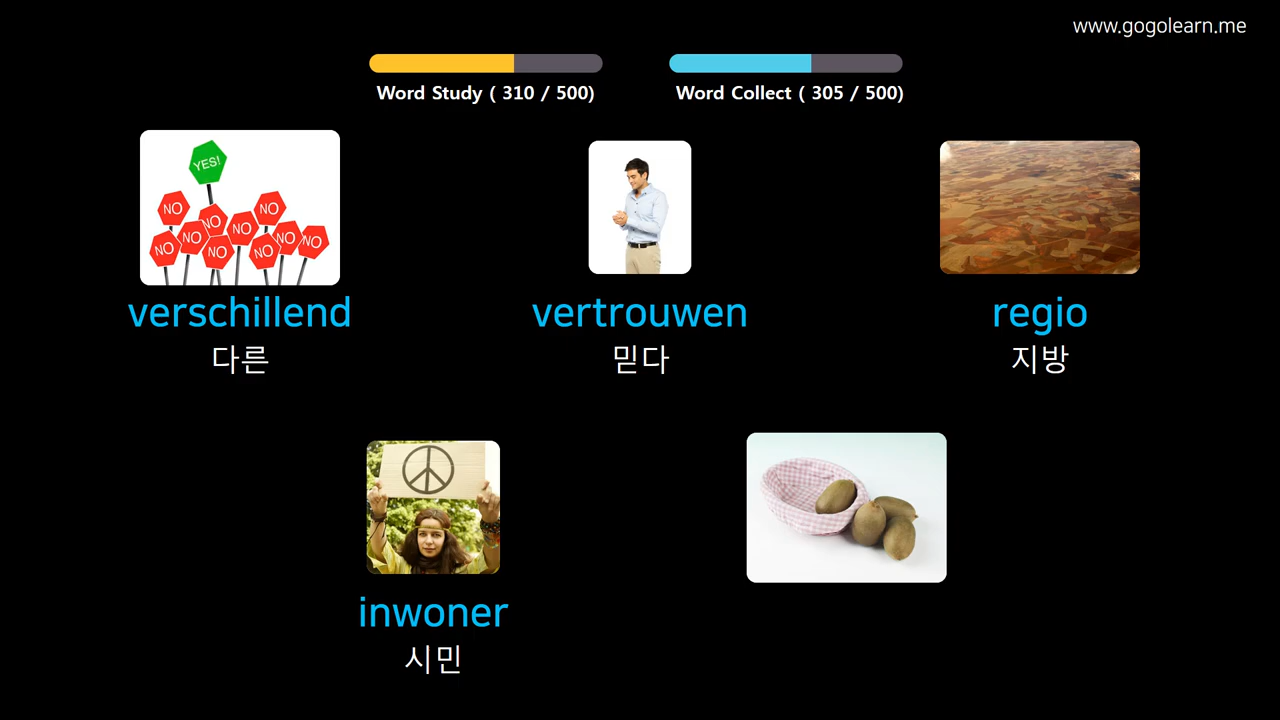 www.gogolearn.me
Word Study ( 310 / 500)
Word Collect ( 305 / 500)
YES!
NO
NO
NO
NO
NO
NO
NO
NO
NO
verschillend
다른
vertrouwen
믿다
regio
지방
inwoner
시민